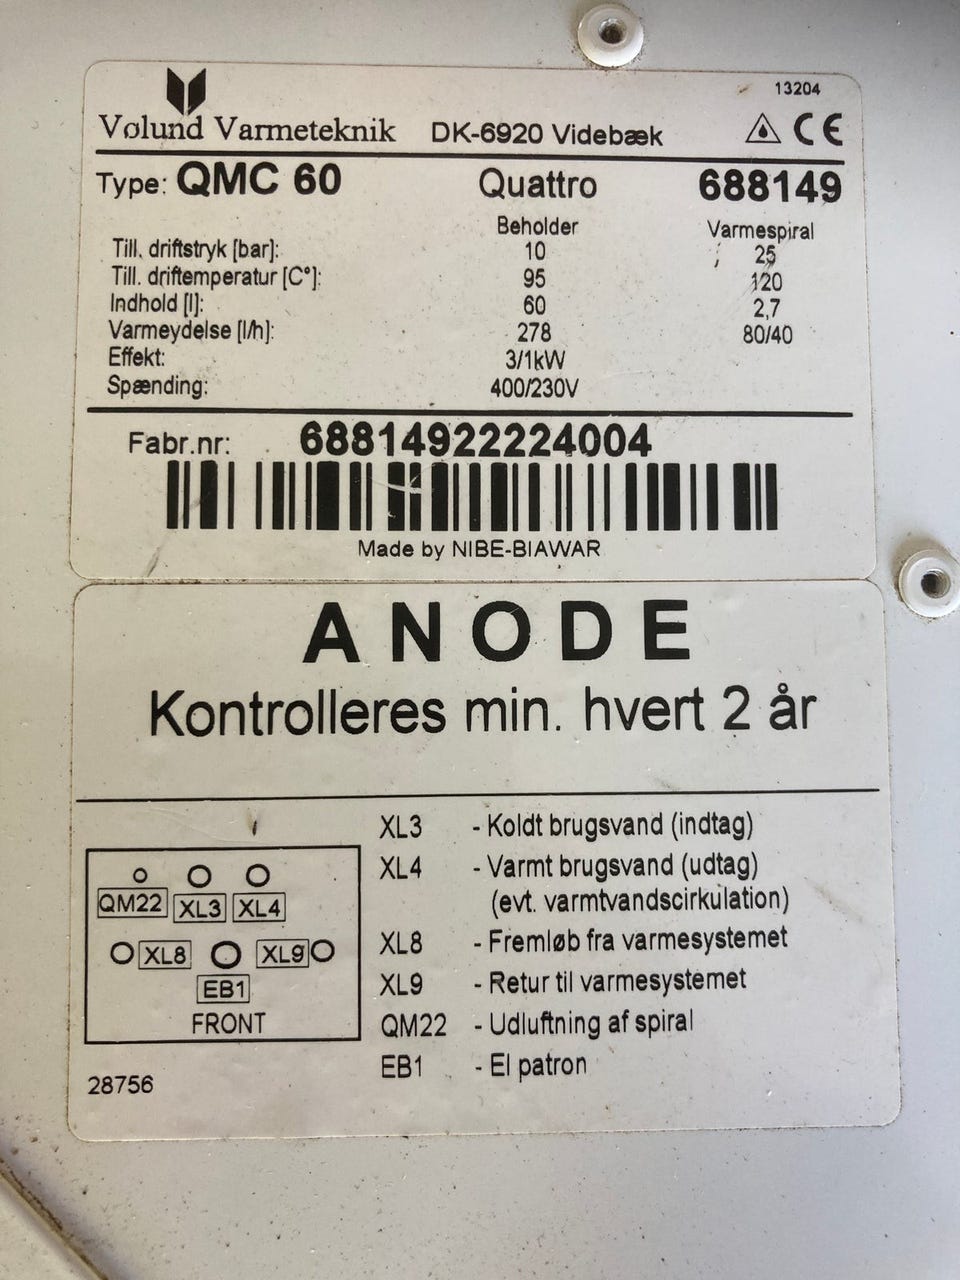 13204
Vølund Varmeteknik DK-6920 Videbæk CE
Type: QMC 60 Quattro 688149
Beholder Varmespiral
Till. driftstryk [bar]: 10 25
Till. driftemperatur [C°]: 95 120
Indhold [l]: 60 2,7
Varmeydelse [l/h]: 278 80/40
Effekt: 3/1kW
Spænding: 400/230V
Fabr.nr: 68814922224004
Made by NIBE-BIAWAR
ANODE
Kontrolleres min. hvert 2 år
QM22 XL3 XL4
XL8 XL9
EB1
FRONT
28756
XL3 - Koldt brugsvand (indtag)
XL4 - Varmt brugsvand (udtag)
(evt. varmtvandscirkulation)
XL8 - Fremløb fra varmesystemet
XL9 - Retur til varmesystemet
QM22 - Udluftning af spiral
EB1 - El patron